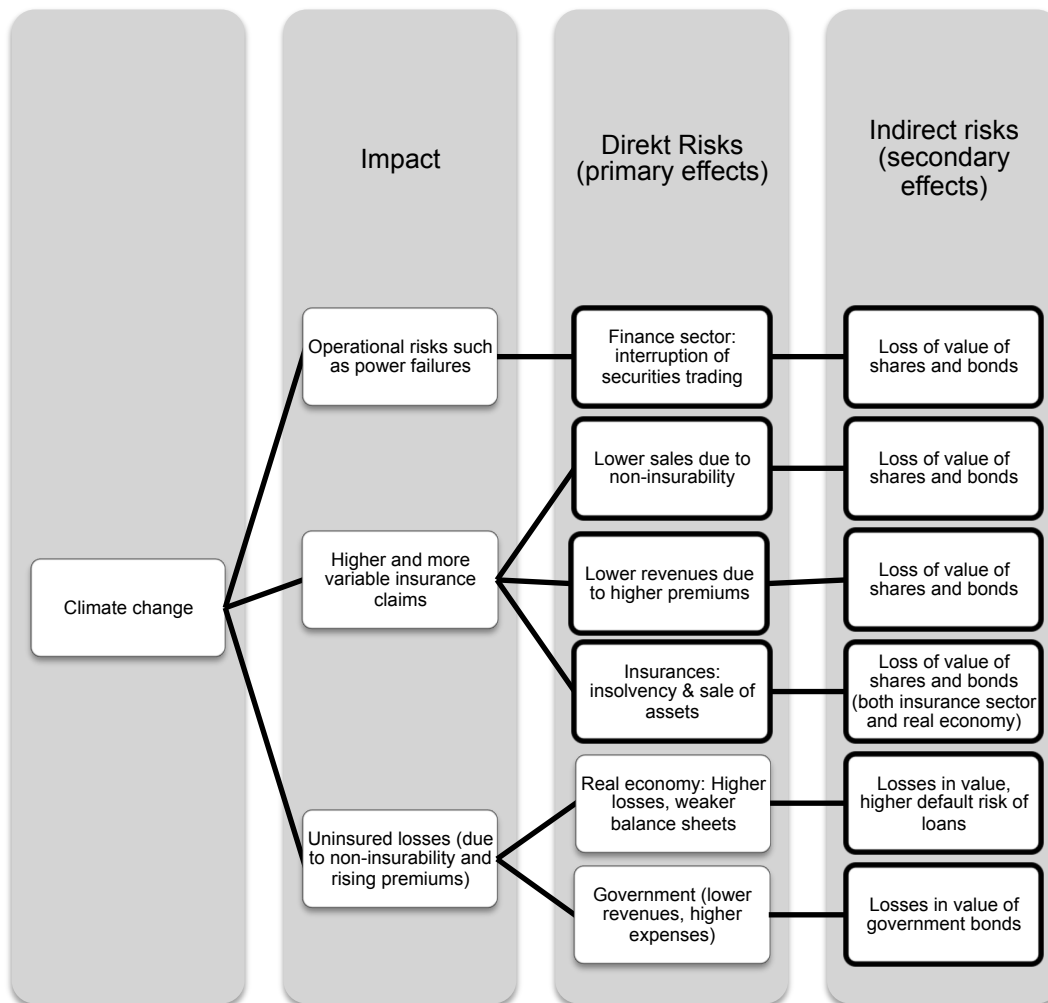 Impact
Direkt Risks
(primary effects)
Indirect risks
(secondary
effects)
Climate change
Operational risks such
as power failures
Higher and more
variable insurance
claims
Uninsured losses (due
to non-insurability and
rising premiums)
Finance sector:
interruption of
securities trading
Lower sales due to
non-insurability
Lower revenues due
to higher premiums
Insurances:
insolvency & sale of
assets
Real economy: Higher
losses, weaker
balance sheets
Government (lower
revenues, higher
expenses)
Loss of value of
shares and bonds
Loss of value of
shares and bonds
Loss of value of
shares and bonds
Loss of value of
shares and bonds
(both insurance sector
and real economy)
Losses in value,
higher default risk of
loans
Losses in value of
government bonds